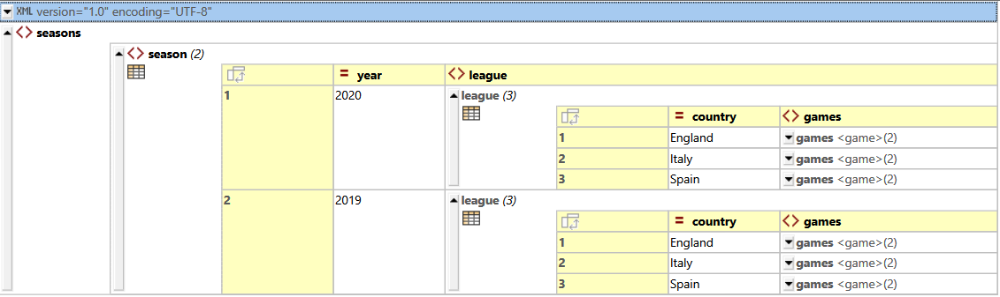 XML version="1.0" encoding="UTF-8"
<> seasons
<> season (2)
= year <> league
1 2020 league (3)
= country <> games
1 England games <game>(2)
2 Italy games <game>(2)
3 Spain games <game>(2)
2 2019 league (3)
= country <> games
1 England games <game>(2)
2 Italy games <game>(2)
3 Spain games <game>(2)